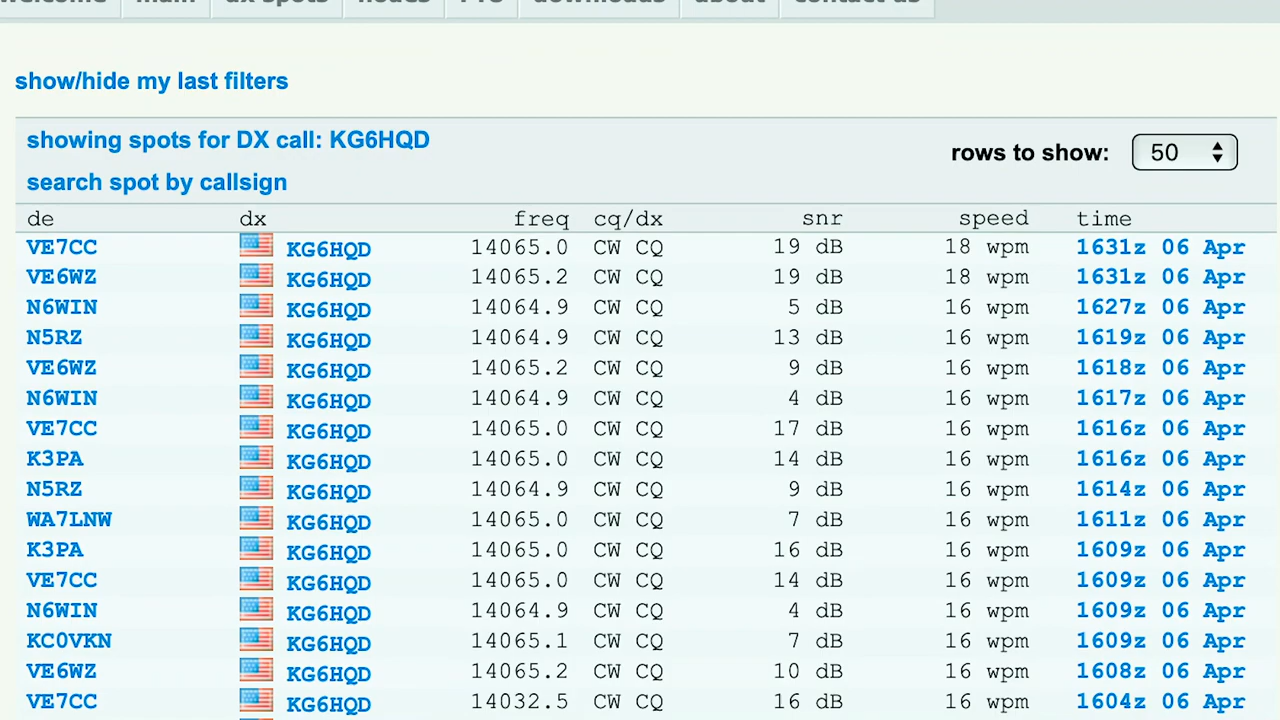 welcome main dx spots nodes FTS downloads about contact us
show/hide my last filters
showing spots for DX call: KG6HQD
rows to show: 50
search spot by callsign
de dx freq cq/dx snr speed time
VE7CC KG6HQD 14065.0 CW CQ 19 dB 18 wpm 1631z 06 Apr
VE6WZ KG6HQD 14065.2 CW CQ 19 dB 18 wpm 1631z 06 Apr
N6WIN KG6HQD 14064.9 CW CQ 5 dB 16 wpm 1627z 06 Apr
N5RZ KG6HQD 14064.9 CW CQ 13 dB 16 wpm 1619z 06 Apr
VE6WZ KG6HQD 14065.2 CW CQ 9 dB 16 wpm 1618z 06 Apr
N6WIN KG6HQD 14064.9 CW CQ 4 dB 16 wpm 1617z 06 Apr
VE7CC KG6HQD 14065.0 CW CQ 17 dB 16 wpm 1616z 06 Apr
K3PA KG6HQD 14065.0 CW CQ 14 dB 16 wpm 1616z 06 Apr
N5RZ KG6HQD 14064.9 CW CQ 9 dB 16 wpm 1614z 06 Apr
WA7LNW KG6HQD 14065.0 CW CQ 7 dB 16 wpm 1611z 06 Apr
K3PA KG6HQD 14065.0 CW CQ 16 dB 16 wpm 1609z 06 Apr
VE7CC KG6HQD 14065.0 CW CQ 14 dB 16 wpm 1609z 06 Apr
N6WIN KG6HQD 14064.9 CW CQ 4 dB 16 wpm 1609z 06 Apr
KC0VKN KG6HQD 14065.1 CW CQ 7 dB 16 wpm 1609z 06 Apr
VE6WZ KG6HQD 14065.2 CW CQ 10 dB 16 wpm 1608z 06 Apr
VE7CC KG6HQD 14032.5 CW CQ 16 dB 16 wpm 1604z 06 Apr